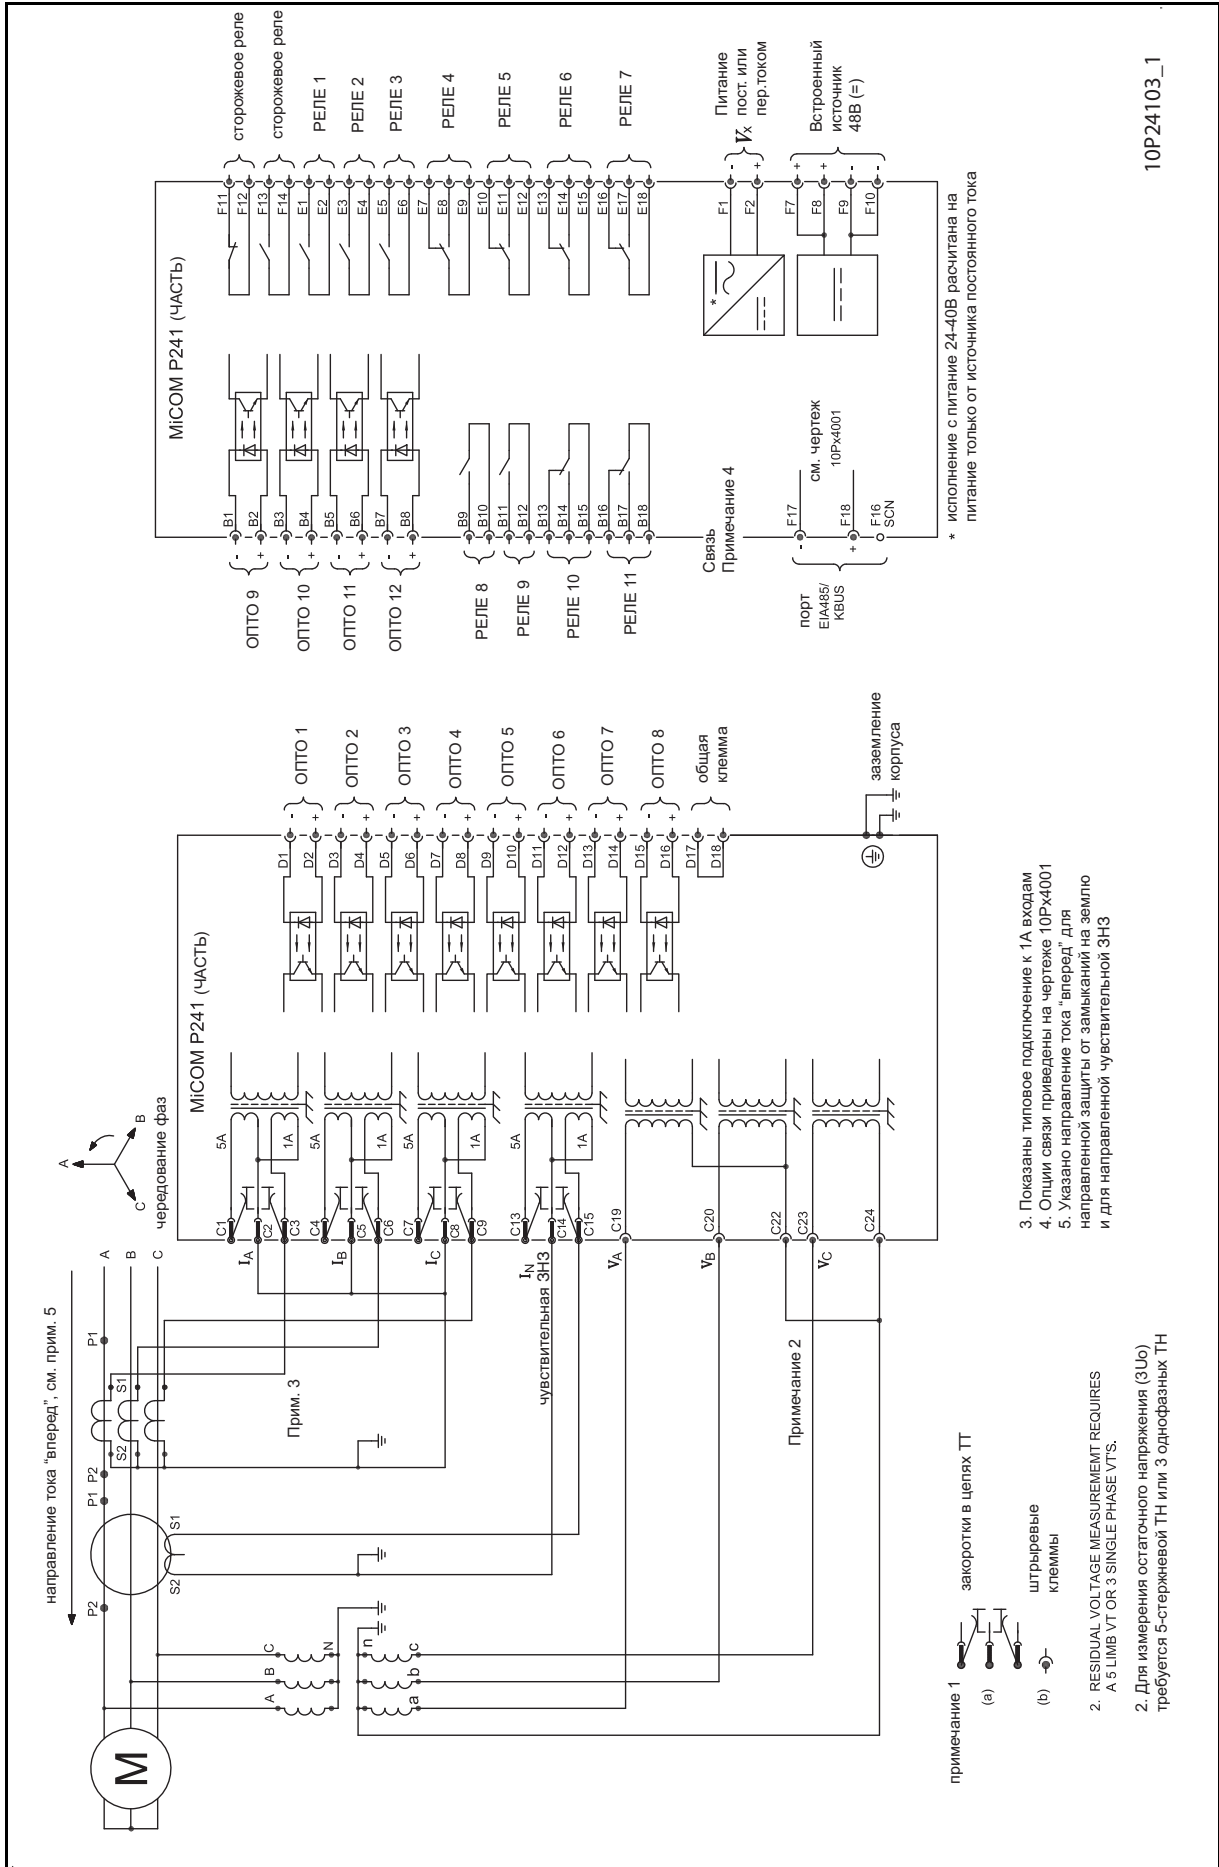 направление тока "вперед", см. прим. 5
P2
P1
P2
P1
A
B
C
A
B
C
чередование фаз
M
S2
S1
S2
S1
A
B
C
N
n
a
b
c
Прим. 3
чувствительная ЗНЗ
Примечание 2
MiCOM P241 (ЧАСТЬ)
IA
IB
IC
IN
VA
VB
VC
C1
C2
C3
C4
C5
C6
C7
C8
C9
C13
C14
C15
C19
C20
C22
C23
C24
5A
1A
5A
1A
5A
1A
5A
1A
D1
D2
D3
D4
D5
D6
D7
D8
D9
D10
D11
D12
D13
D14
D15
D16
D17
D18
- + ОПТО 1
- + ОПТО 2
- + ОПТО 3
- + ОПТО 4
- + ОПТО 5
- + ОПТО 6
- + ОПТО 7
- + ОПТО 8
общая
клемма
заземление
корпуса
MiCOM P241 (ЧАСТЬ)
ОПТО 9 - +
ОПТО 10 - +
ОПТО 11 - +
ОПТО 12 - +
B1
B2
B3
B4
B5
B6
B7
B8
РЕЛЕ 8
РЕЛЕ 9
РЕЛЕ 10
РЕЛЕ 11
B9
B10
B11
B12
B13
B14
B15
B16
B17
B18
Связь
Примечание 4
порт
EIA485/
KBUS
-
+
F17
F18
F16
SCN
см. чертеж
10Px4001
F11
F12
F13
F14
E1
E2
E3
E4
E5
E6
E7
E8
E9
E10
E11
E12
E13
E14
E15
E16
E17
E18
сторожевое реле
сторожевое реле
РЕЛЕ 1
РЕЛЕ 2
РЕЛЕ 3
РЕЛЕ 4
РЕЛЕ 5
РЕЛЕ 6
РЕЛЕ 7
*
F1
F2
-
+
Vx
Питание
пост. или
пер.током
F7
F8
F9
F10
+
+
-
-
Встроенный
источник
48В (=)
* исполнение с питание 24-40В расчитана на
питание только от источника постоянного тока
10P24103_1
примечание 1
(a)
закоротки в цепях ТТ
(b)
штрыревые
клеммы
2. RESIDUAL VOLTAGE MEASUREMEMT REQUIRES
A 5 LIMB VT OR 3 SINGLE PHASE VT'S.
2. Для измерения остаточного напряжения (3Uo)
требуется 5-стержневой ТН или 3 однофазных ТН
3. Показаны типовое подключение к 1А входам
4. Опции связи приведены на чертеже 10Px4001
5. Указано направление тока "вперед" для
направленной защиты от замыканий на землю
и для направленной чувствительной ЗНЗ